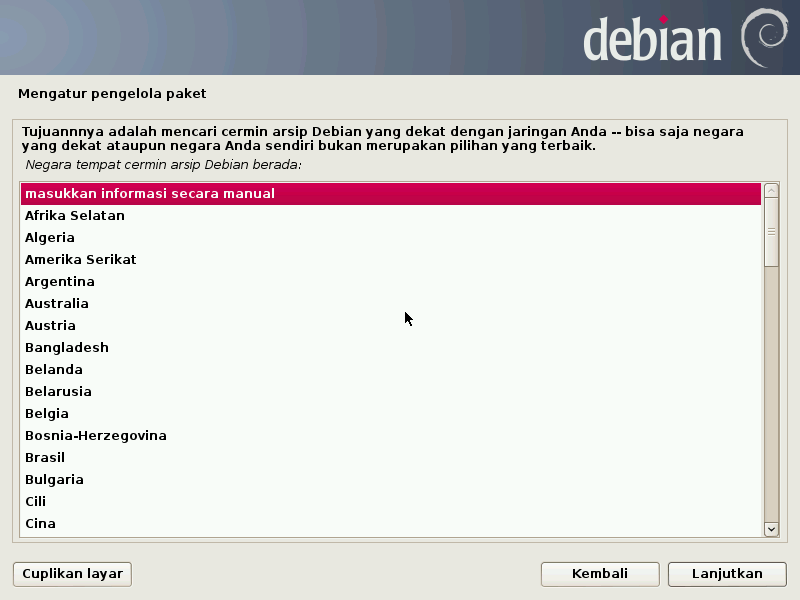 debian
Mengatur pengelola paket
Tujuannnya adalah mencari cermin arsip Debian yang dekat dengan jaringan Anda -- bisa saja negara
yang dekat ataupun negara Anda sendiri bukan merupakan pilihan yang terbaik.
Negara tempat cermin arsip Debian berada:
masukkan informasi secara manual
Afrika Selatan
Algeria
Amerika Serikat
Argentina
Australia
Austria
Bangladesh
Belanda
Belarusia
Belgia
Bosnia-Herzegovina
Brasil
Bulgaria
Cili
Cina
Cuplikan layar
Kembali
Lanjutkan